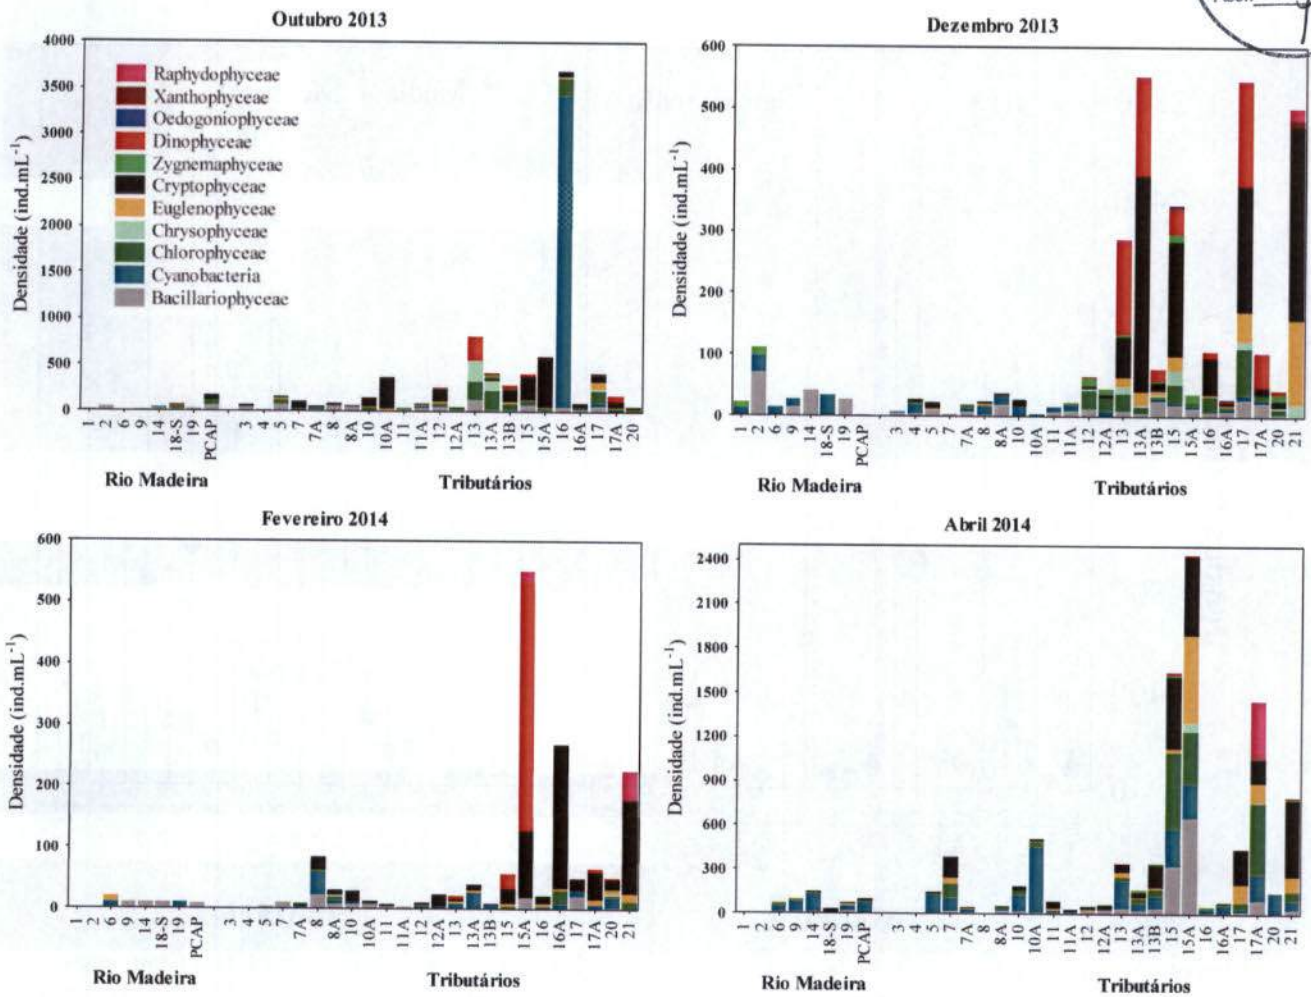 Outubro 2013
4000
3500
3000
2500
2000
1500
1000
500
0
Densidade (ind.mL⁻¹)
Raphydophyceae
Xanthophyceae
Oedogoniophyceae
Dinophyceae
Zygnemaphyceae
Cryptophyceae
Euglenophyceae
Chrysophyceae
Chlorophyceae
Cyanobacteria
Bacillariophyceae
1 2 6 9 14 18-S 19 PCAP 3 4 5 7 7A 8 8A 10 10A 11 11A 12 12A 13 13A 13B 15 15A 16 16A 17 17A 20
Rio Madeira Tributários
Dezembro 2013
600
500
400
300
200
100
0
Densidade (ind.mL⁻¹)
1 2 6 9 14 18-S 19 PCAP 3 4 5 7 7A 8 8A 10 10A 11 11A 12 12A 13 13A 13B 15 15A 16 16A 17 17A 20 21
Rio Madeira Tributários
Fevereiro 2014
600
500
400
300
200
100
0
Densidade (ind.mL⁻¹)
1 2 6 9 14 18-S 19 PCAP 3 4 5 7 7A 8 8A 10 10A 11 11A 12 12A 13 13A 13B 15 15A 16 16A 17 17A 20 21
Rio Madeira Tributários
Abril 2014
2400
2100
1800
1500
1200
900
600
300
0
Densidade (ind.mL⁻¹)
1 2 6 9 14 18-S 19 PCAP 3 4 5 7 7A 8 8A 10 10A 11 11A 12 12A 13 13A 13B 15 15A 16 16A 17 17A 20 21
Rio Madeira Tributários